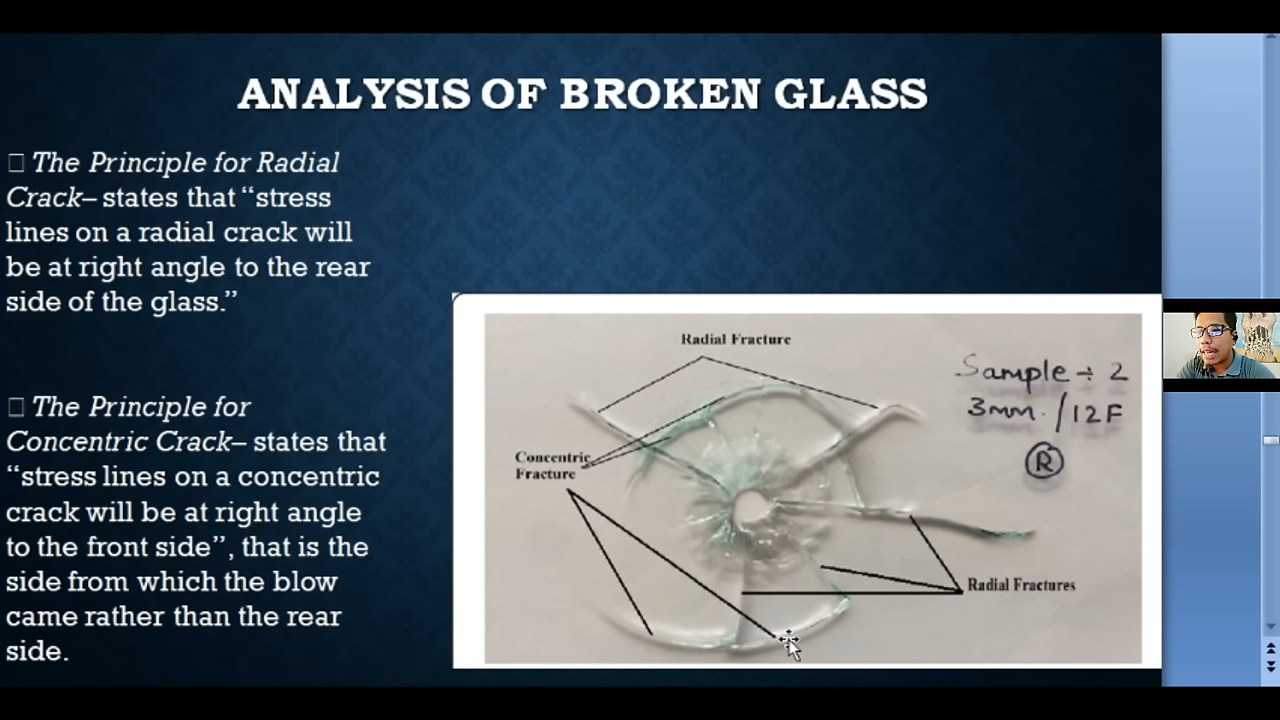 ANALYSIS OF BROKEN GLASS
The Principle for Radial
Crack– states that “stress
lines on a radial crack will
be at right angle to the rear
side of the glass.”
The Principle for
Concentric Crack– states that
“stress lines on a concentric
crack will be at right angle
to the front side”, that is the
side from which the blow
came rather than the rear
side.
Radial Fracture
Concentric
Fracture
Sample ÷ 2
3mm. / 12F
R
Radial Fractures